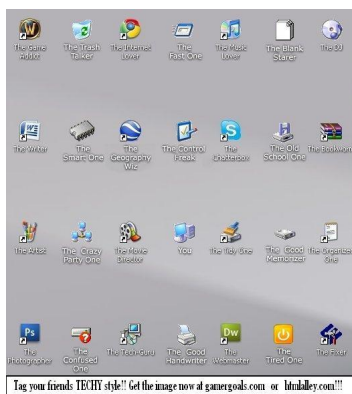 The Game Addict
The Trash Talker
The Internet Lover
The Fast One
The Music Lover
The Blank Starer
The DJ
The Writer
The Smart One
The Geography Wiz
The Control Freak
The Chatterbox
The Old School One
The Bookworm
The Artist
The Crazy Party One
The Movie Director
You
The Tidy One
The Good Memorizer
The Organized One
Ps
The Photographer
The Confused One
The Tech-Guru
The Good Handwriter
Dw
The Webmaster
The Tired One
The Fixer
Tag your friends TECHY style!! Get the image now at gamergoals.com or htmlalley.com!!!